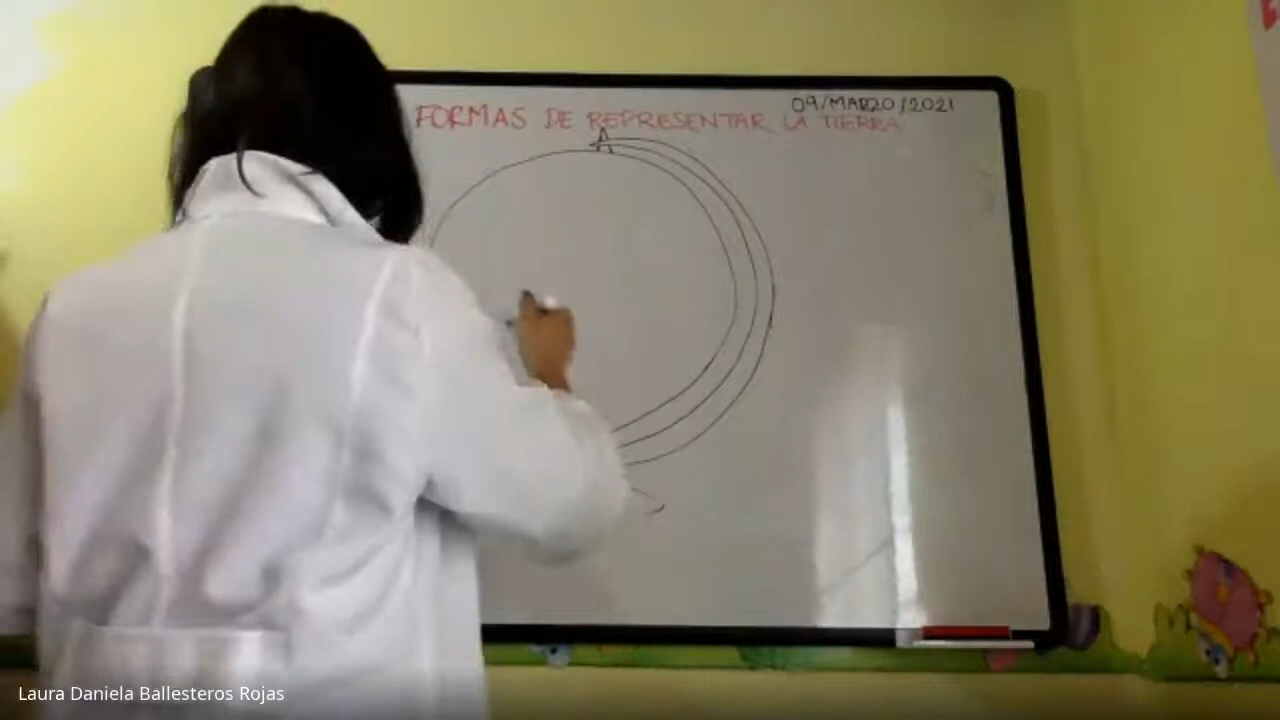 09/MARZO/2021
FORMAS DE REPRESENTAR LA TIERRA
Laura Daniela Ballesteros Rojas